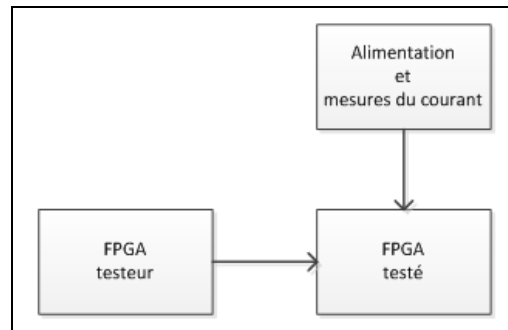 Alimentation
et
mesures du courant
FPGA
testeur
FPGA
testé